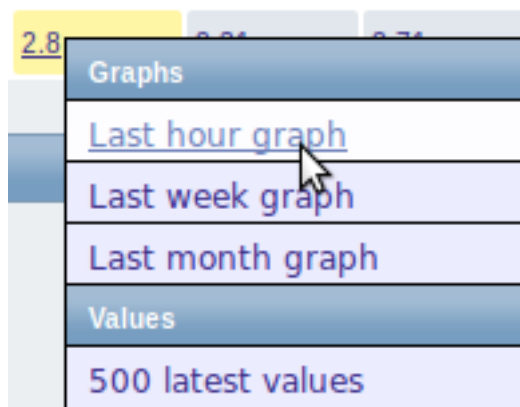 2.8
Graphs
Last hour graph
Last week graph
Last month graph
Values
500 latest values